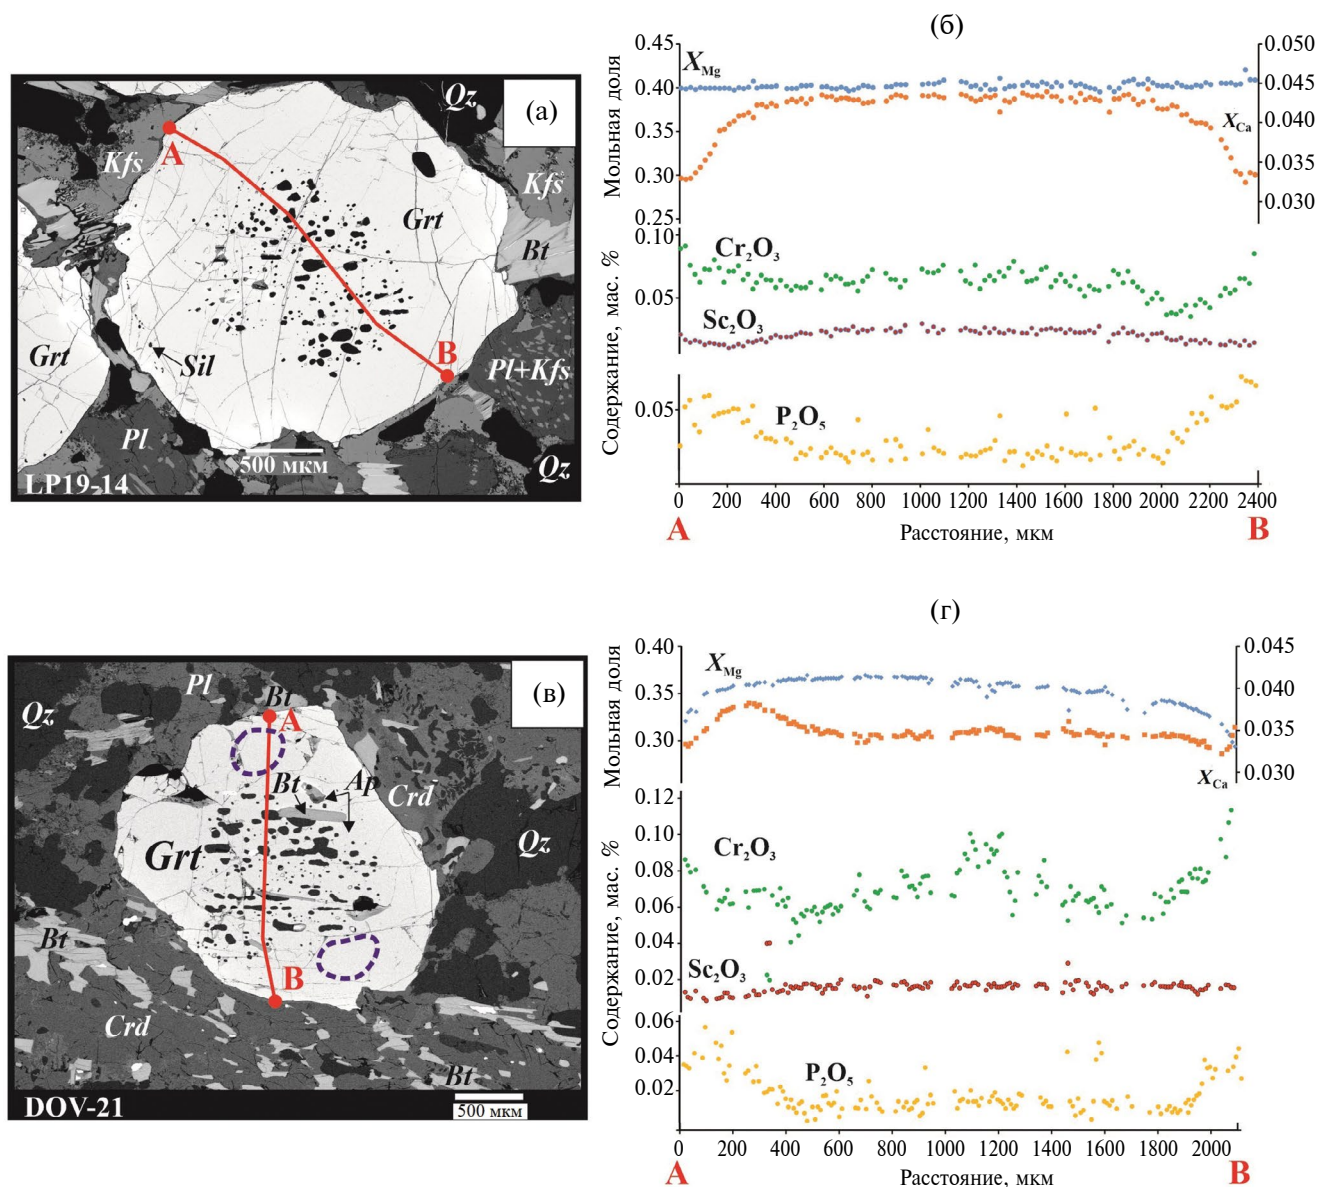 (а)
Qz
A
Kfs
Kfs
Grt
Bt
Grt
Sil
B
Pl+Kfs
Pl
500 мкм
Qz
LP19-14
(б)
0.45
0.40
0.35
0.30
0.25
Мольная доля
X Mg
X Ca
0.050
0.045
0.040
0.035
0.030
0.10
0.05
Cr2O3
Sc2O3
Содержание, мас. %
0.05
P2O5
0 200 400 600 800 1000 1200 1400 1600 1800 2000 2200 2400
A
Расстояние, мкм
B
(в)
Pl
Bt
Qz
A
Bt
Ap
Crd
Grt
Qz
Bt
B
Crd
Bt
DOV-21
500 мкм
(г)
0.40
0.35
0.30
Мольная доля
X Mg
X Ca
0.045
0.040
0.035
0.030
0.12
0.10
0.08
0.06
0.04
0.02
Cr2O3
Sc2O3
Содержание, мас. %
0.06
0.04
0.02
P2O5
0 200 400 600 800 1000 1200 1400 1600 1800 2000
A
Расстояние, мкм
B